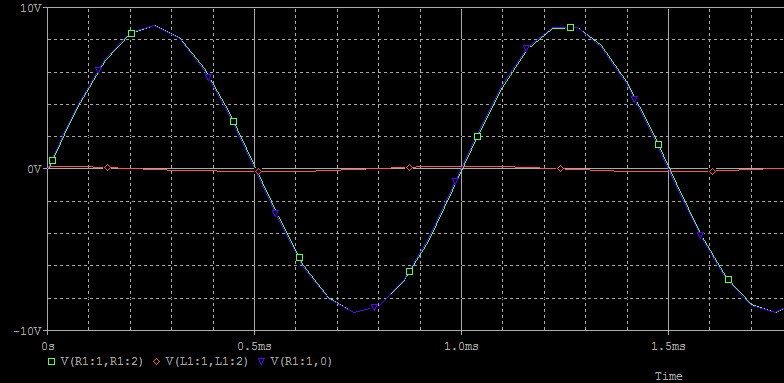 10V
0V
-10V
0s 0.5ms 1.0ms 1.5ms
V(R1:1,R1:2) V(L1:1,L1:2) V(R1:1,0)
Time